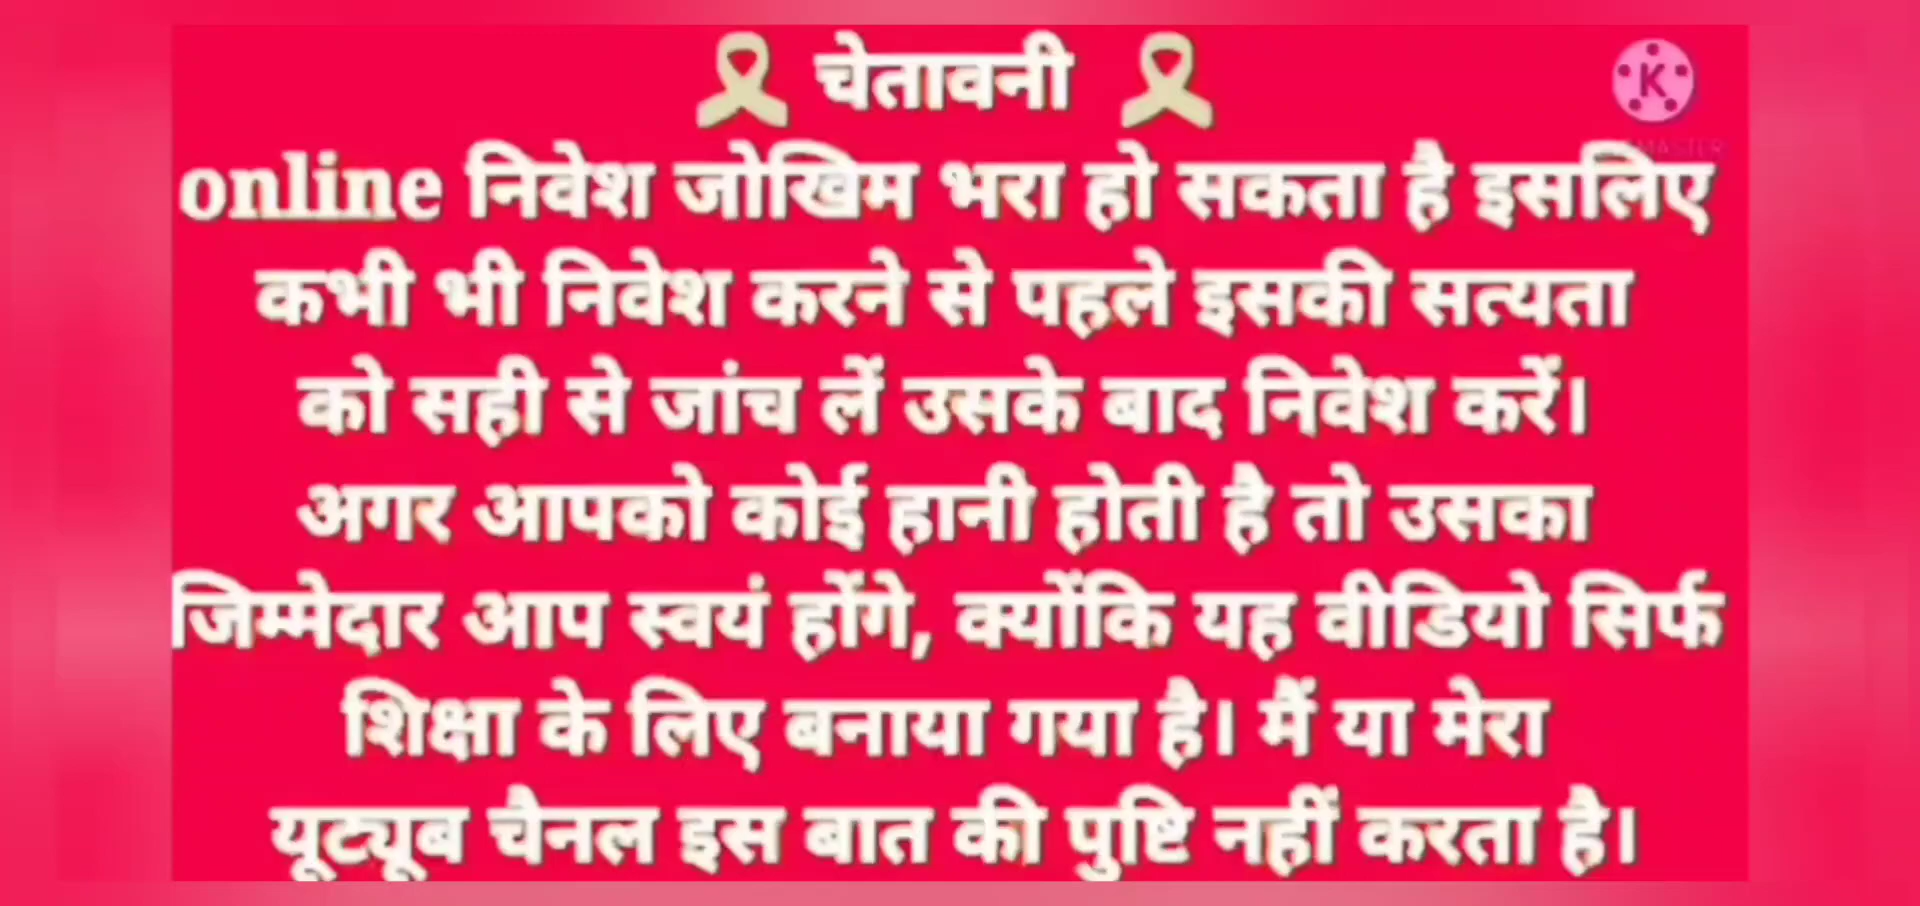 🎗 चेतावनी 🎗
K
MASTER
online निवेश जोखिम भरा हो सकता है इसलिए
कभी भी निवेश करने से पहले इसकी सत्यता
को सही से जांच लें उसके बाद निवेश करें।
अगर आपको कोई हानी होती है तो उसका
जिम्मेदार आप स्वयं होंगे, क्योंकि यह वीडियो सिर्फ
शिक्षा के लिए बनाया गया है। मैं या मेरा
यूट्यूब चैनल इस बात की पुष्टि नहीं करता है।